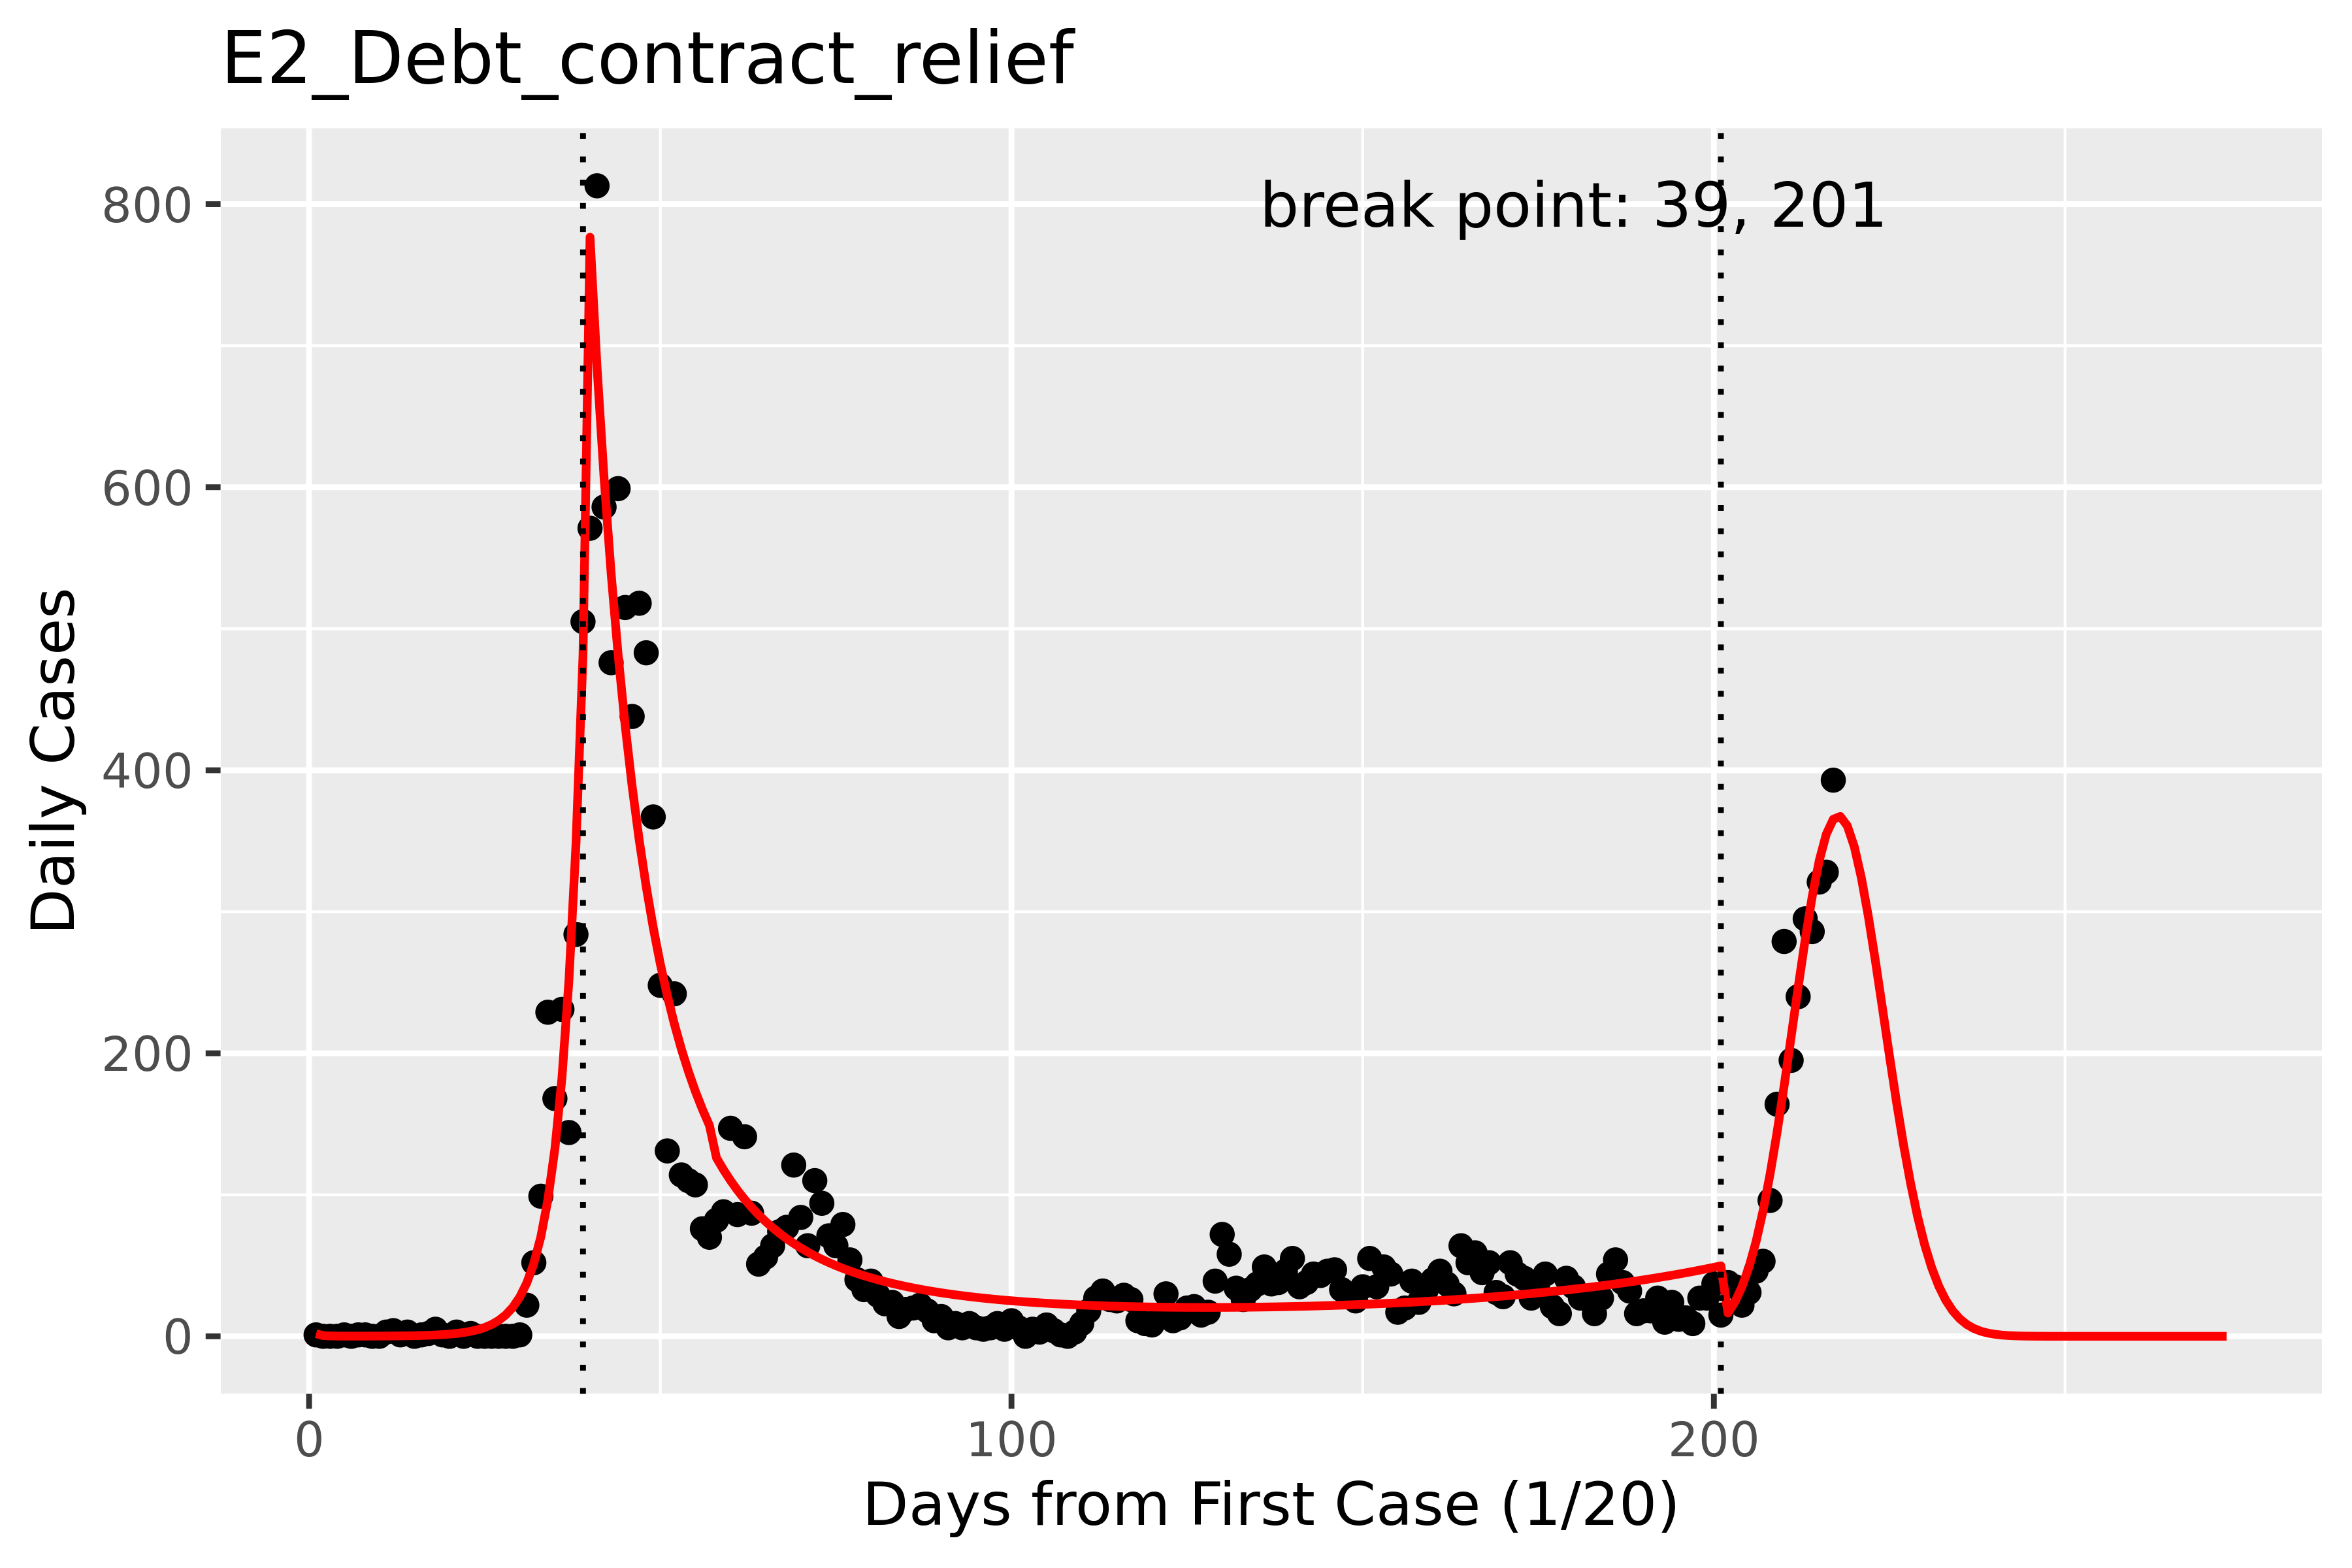 E2_Debt_contract_relief
break point: 39, 201
800
600
400
200
0
Daily Cases
0 100 200
Days from First Case (1/20)